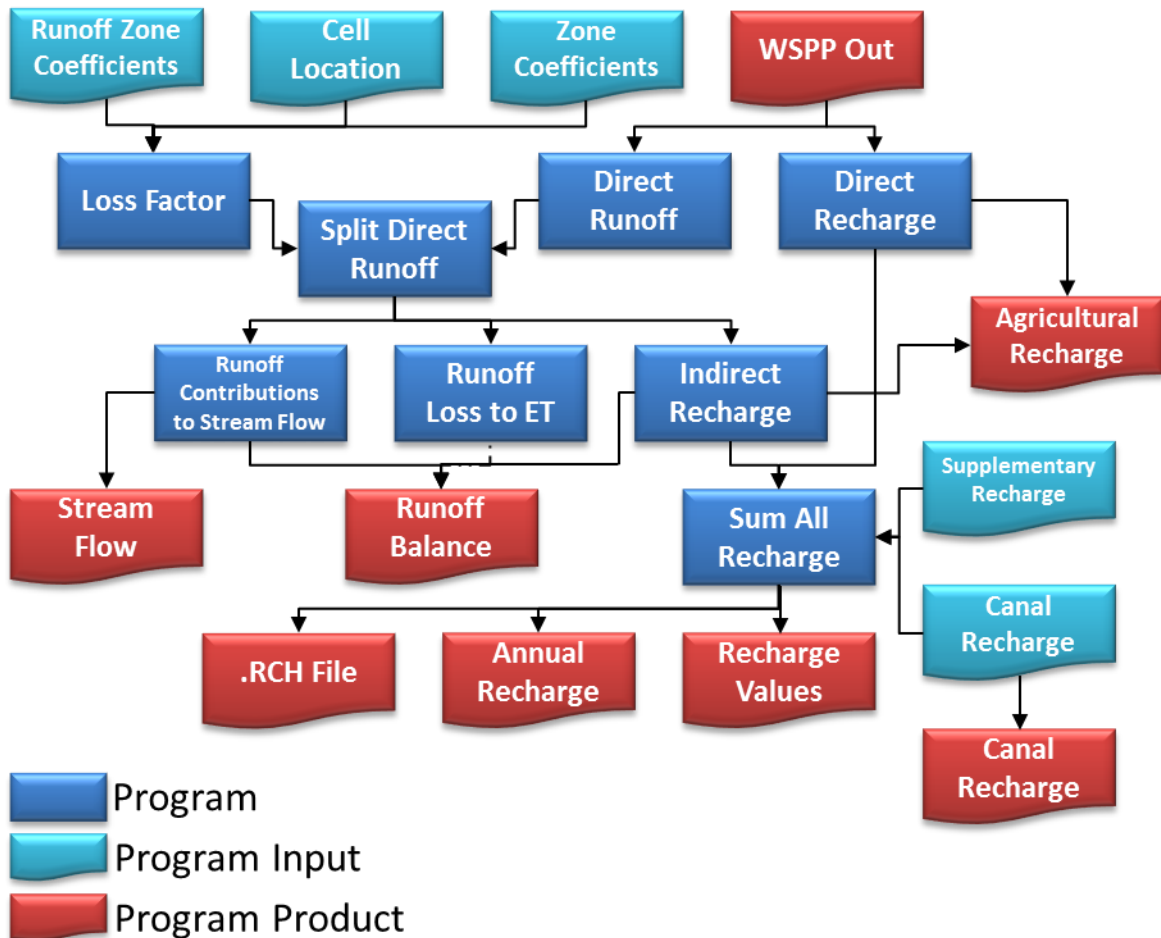 Runoff Zone
Coefficients
Cell
Location
Zone
Coefficients
WSPP Out
Loss Factor
Split Direct
Runoff
Direct
Runoff
Direct
Recharge
Agricultural
Recharge
Runoff
Contributions
to Stream Flow
Runoff
Loss to ET
Indirect
Recharge
Supplementary
Recharge
Stream
Flow
Runoff
Balance
Sum All
Recharge
Canal
Recharge
.RCH File
Annual
Recharge
Recharge
Values
Canal
Recharge
Program
Program Input
Program Product